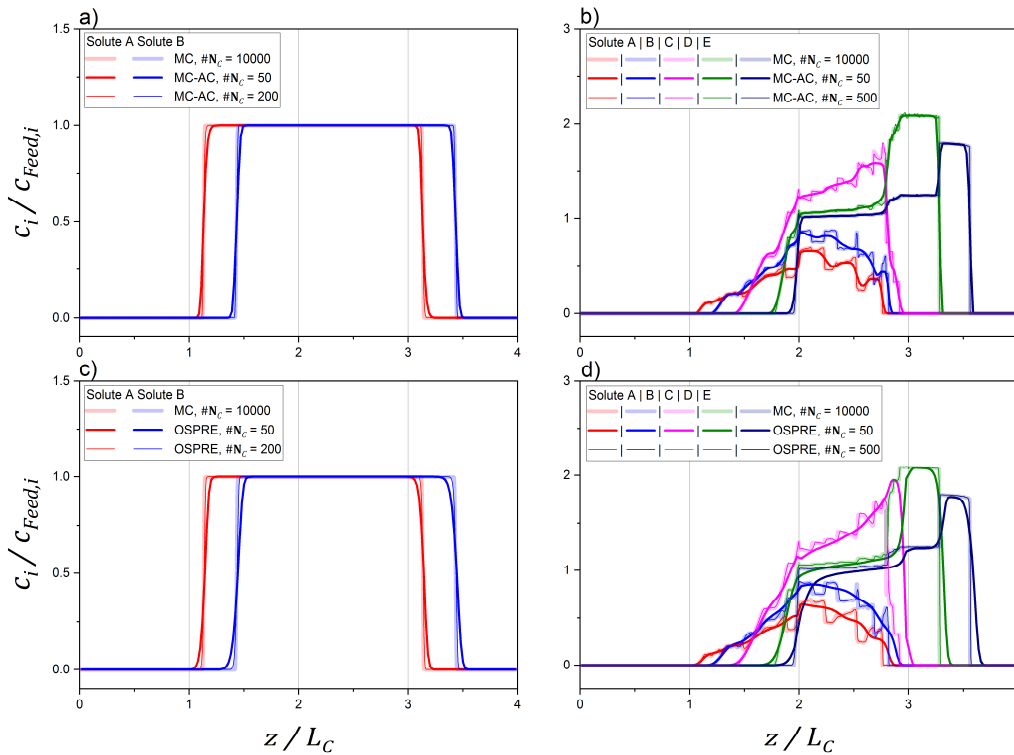 a)
1.5
1.0
0.5
0.0
0
1
2
3
4
Solute A Solute B
MC, #N_C = 10000
MC-AC, #N_C = 50
MC-AC, #N_C = 200
b)
3
2
1
0
0
1
2
3
Solute A | B | C | D | E
| | | | MC, #N_C = 10000
| | | | MC-AC, #N_C = 50
| | | | MC-AC, #N_C = 500
c_i / c_Feed,i
c)
1.5
1.0
0.5
0.0
0
1
2
3
4
Solute A Solute B
MC, #N_C = 10000
OSPRE, #N_C = 50
OSPRE, #N_C = 200
d)
3
2
1
0
0
1
2
3
Solute A | B | C | D | E
| | | | MC, #N_C = 10000
| | | | OSPRE, #N_C = 50
| | | | OSPRE, #N_C = 500
c_i / c_Feed,i
z / L_C
z / L_C